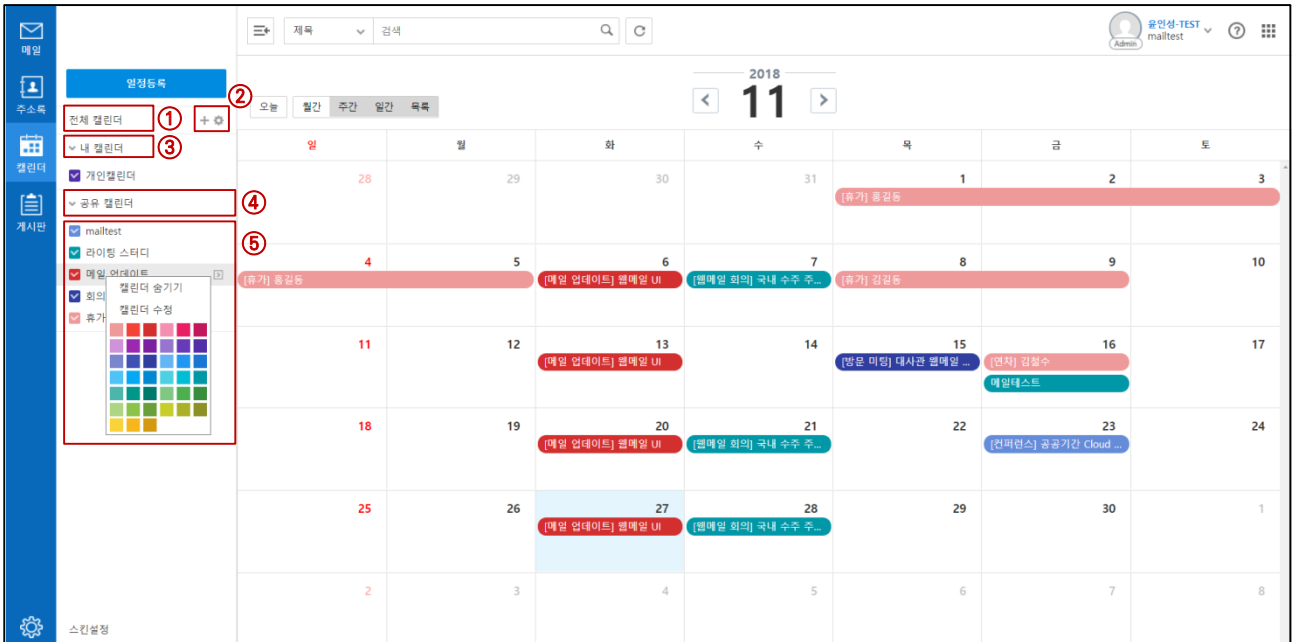 메일
주소록
캘린더
게시판
제목
검색
윤인성-TEST
mailtest
Admin
일정등록
전체 캘린더
①
②
내 캘린더
③
개인캘린더
공유 캘린더
④
⑤
mailtest
라이팅 스터디
메일 업데이트
회의
휴가
캘린더 숨기기
캘린더 수정
스킨설정
2018
11
오늘
월간 주간 일간 목록
일 월 화 수 목 금 토
28 29 30 31 1 2 3
[휴가] 홍길동
4 5 6 7 8 9 10
[휴가] 홍길동
[메일 업데이트] 웹메일 UI
[웹메일 회의] 국내 수주 주...
[휴가] 김길동
11 12 13 14 15 16 17
[메일 업데이트] 웹메일 UI
[방문 미팅] 대사관 웹메일 ...
[연차] 김철수
메일테스트
18 19 20 21 22 23 24
[메일 업데이트] 웹메일 UI
[웹메일 회의] 국내 수주 주...
[컨퍼런스] 공공기간 Cloud ...
25 26 27 28 29 30 1
[메일 업데이트] 웹메일 UI
[웹메일 회의] 국내 수주 주...
2 3 4 5 6 7 8